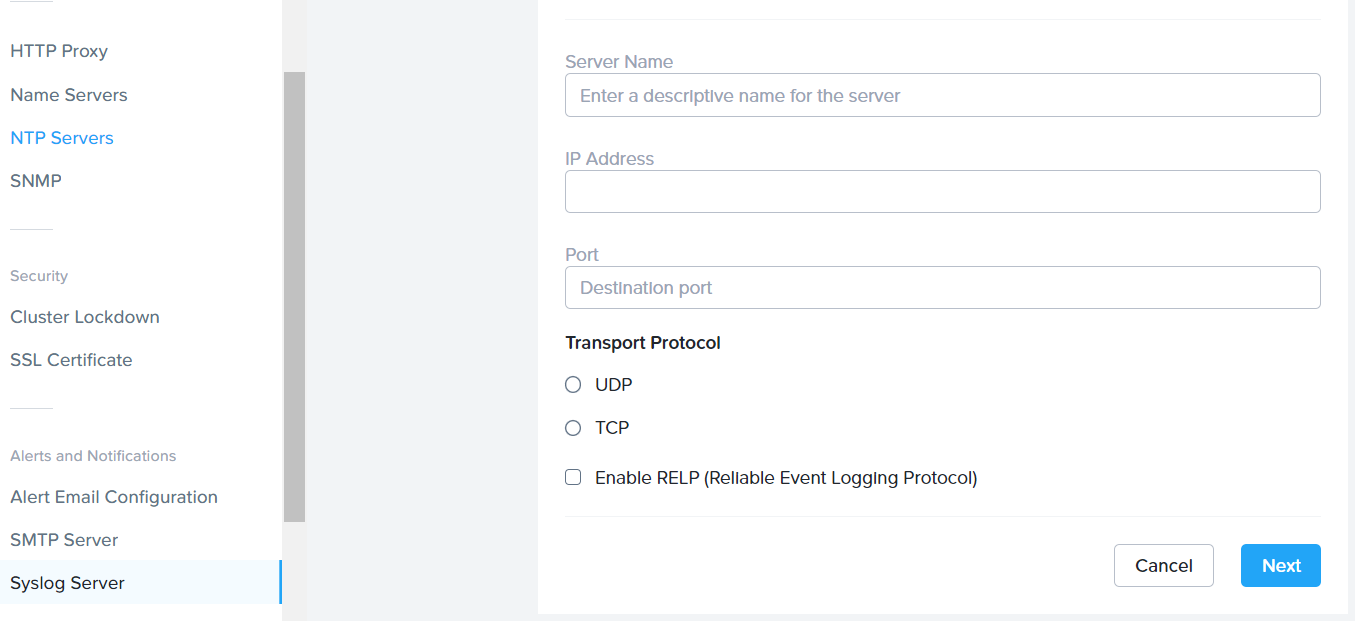 HTTP Proxy
Name Servers
NTP Servers
SNMP
Security
Cluster Lockdown
SSL Certificate
Alerts and Notifications
Alert Email Configuration
SMTP Server
Syslog Server
Server Name
Enter a descriptive name for the server
IP Address
Port
Destination port
Transport Protocol
UDP
TCP
Enable RELP (Reliable Event Logging Protocol)
Cancel Next